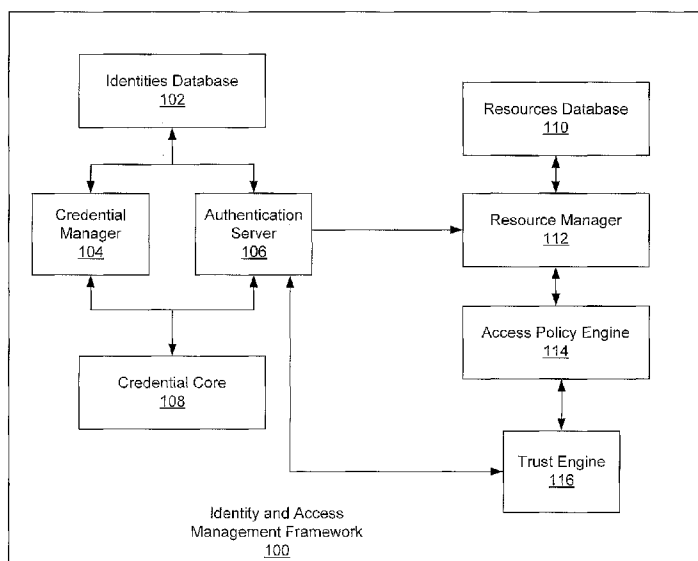 Identities Database
102
Resources Database
110
Credential
Manager
104
Authentication
Server
106
Resource Manager
112
Access Policy Engine
114
Credential Core
108
Trust Engine
116
Identity and Access
Management Framework
100